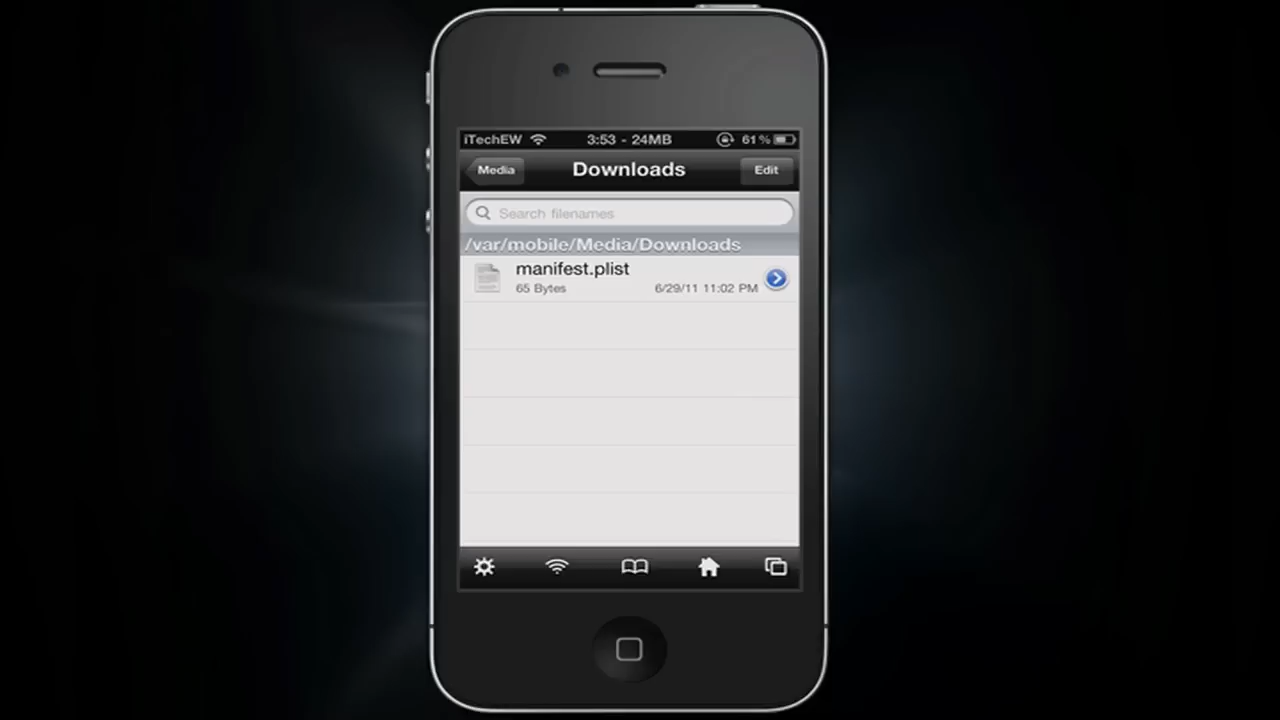 iTechEW 3:53 - 24MB 61%
Media Downloads Edit
Search filenames
/var/mobile/Media/Downloads
manifest.plist
65 Bytes 6/29/11 11:02 PM